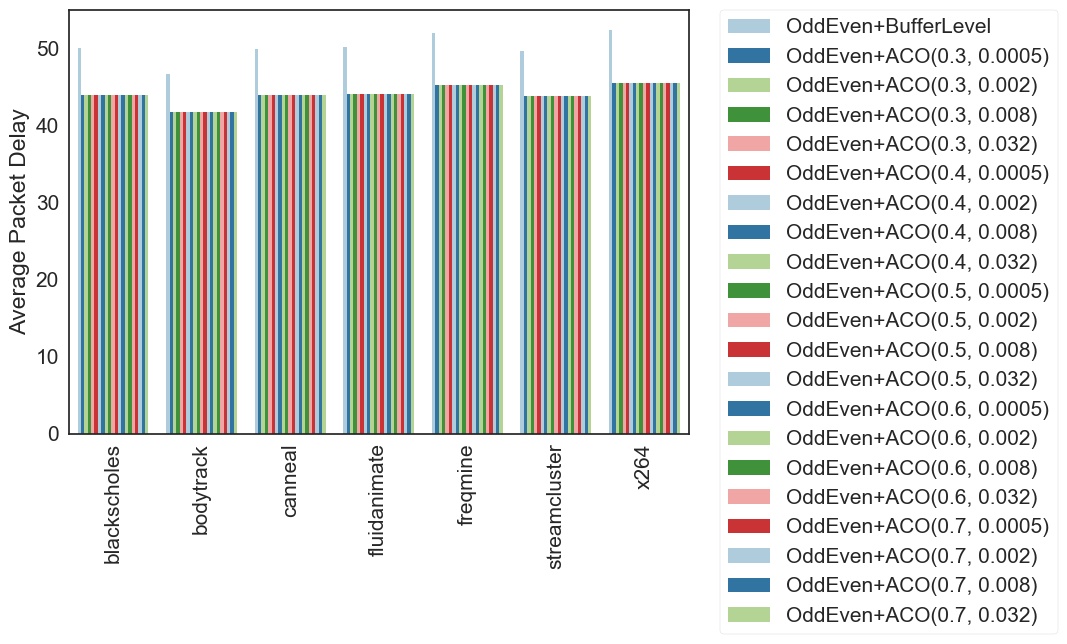 Average Packet Delay
50
40
30
20
10
0
blackscholes
bodytrack
canneal
fluidanimate
freqmine
streamcluster
x264
OddEven+BufferLevel
OddEven+ACO(0.3, 0.0005)
OddEven+ACO(0.3, 0.002)
OddEven+ACO(0.3, 0.008)
OddEven+ACO(0.3, 0.032)
OddEven+ACO(0.4, 0.0005)
OddEven+ACO(0.4, 0.002)
OddEven+ACO(0.4, 0.008)
OddEven+ACO(0.4, 0.032)
OddEven+ACO(0.5, 0.0005)
OddEven+ACO(0.5, 0.002)
OddEven+ACO(0.5, 0.008)
OddEven+ACO(0.5, 0.032)
OddEven+ACO(0.6, 0.0005)
OddEven+ACO(0.6, 0.002)
OddEven+ACO(0.6, 0.008)
OddEven+ACO(0.6, 0.032)
OddEven+ACO(0.7, 0.0005)
OddEven+ACO(0.7, 0.002)
OddEven+ACO(0.7, 0.008)
OddEven+ACO(0.7, 0.032)